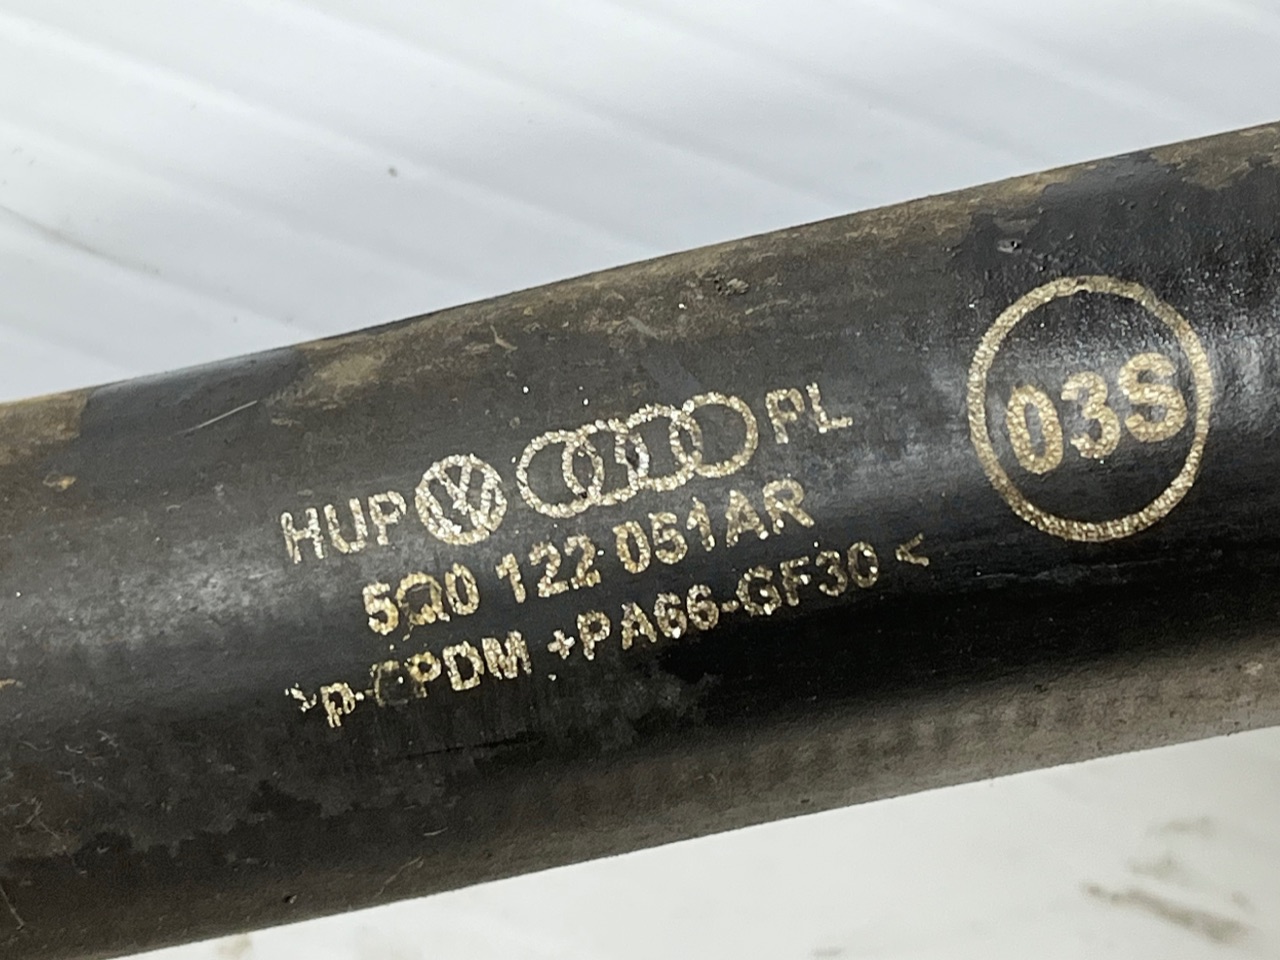 HUP PL
5Q0 122 051AR
>p-EPDM +PA66-GF30<
03S